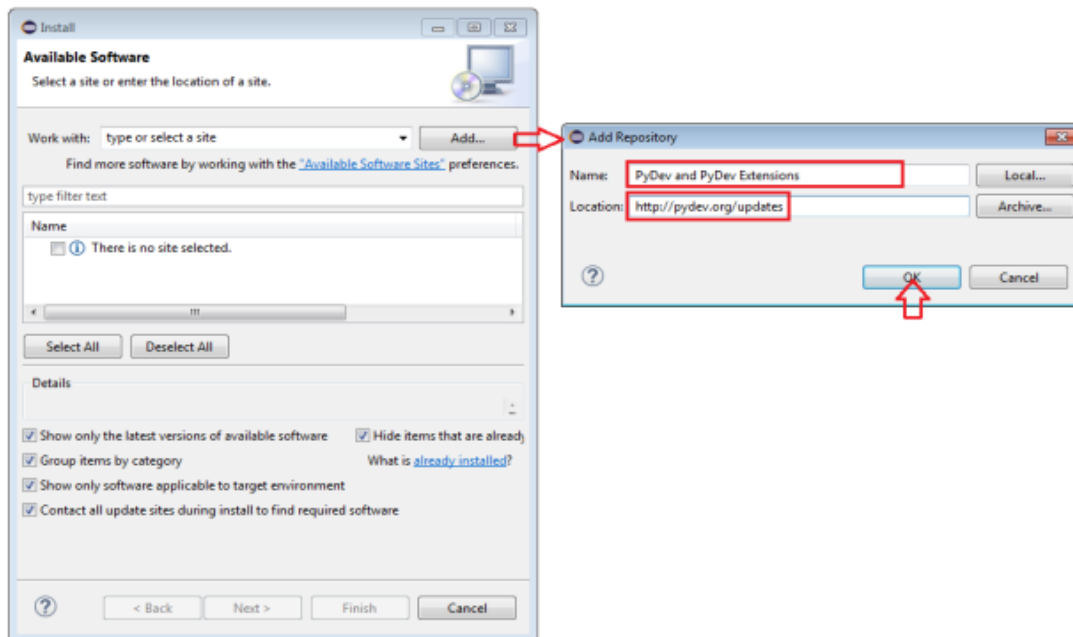 Install
Available Software
Select a site or enter the location of a site.
Work with: type or select a site Add...
Find more software by working with the "Available Software Sites" preferences.
type filter text
Name
There is no site selected.
Select All Deselect All
Details
Show only the latest versions of available software Hide items that are already
Group items by category What is already installed?
Show only software applicable to target environment
Contact all update sites during install to find required software
< Back Next > Finish Cancel
Add Repository
Name: PyDev and PyDev Extensions Local...
Location: http://pydev.org/updates Archive...
OK Cancel